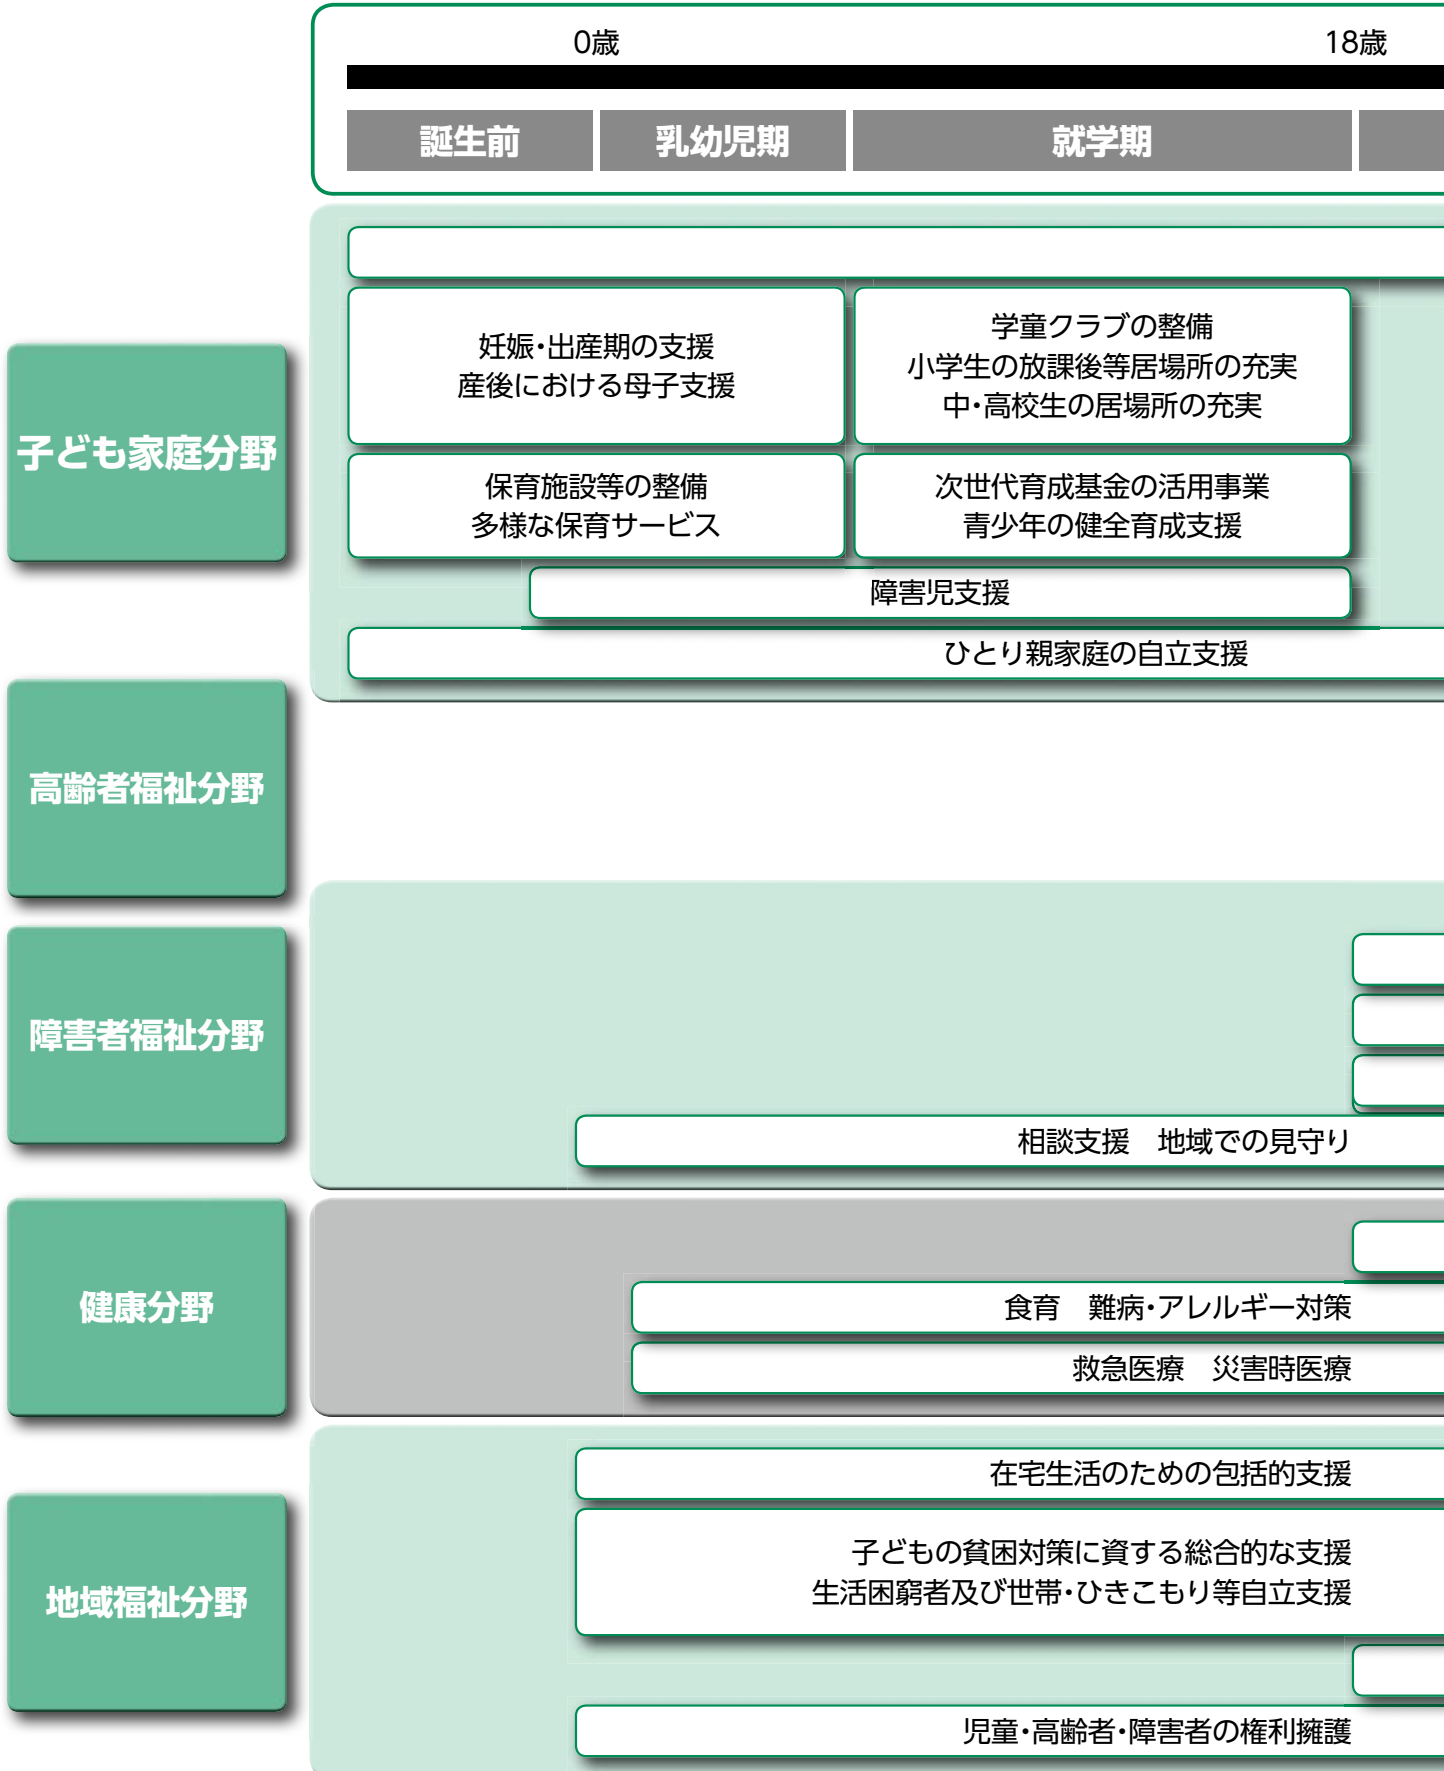 0歳
18歳
誕生前
乳幼児期
就学期
子ども家庭分野
妊娠・出産期の支援
産後における母子支援
学童クラブの整備
小学生の放課後等居場所の充実
中・高校生の居場所の充実
保育施設等の整備
多様な保育サービス
次世代育成基金の活用事業
青少年の健全育成支援
障害児支援
ひとり親家庭の自立支援
高齢者福祉分野
障害者福祉分野
相談支援　地域での見守り
健康分野
食育　難病・アレルギー対策
救急医療　災害時医療
地域福祉分野
在宅生活のための包括的支援
子どもの貧困対策に資する総合的な支援
生活困窮者及び世帯・ひきこもり等自立支援
児童・高齢者・障害者の権利擁護